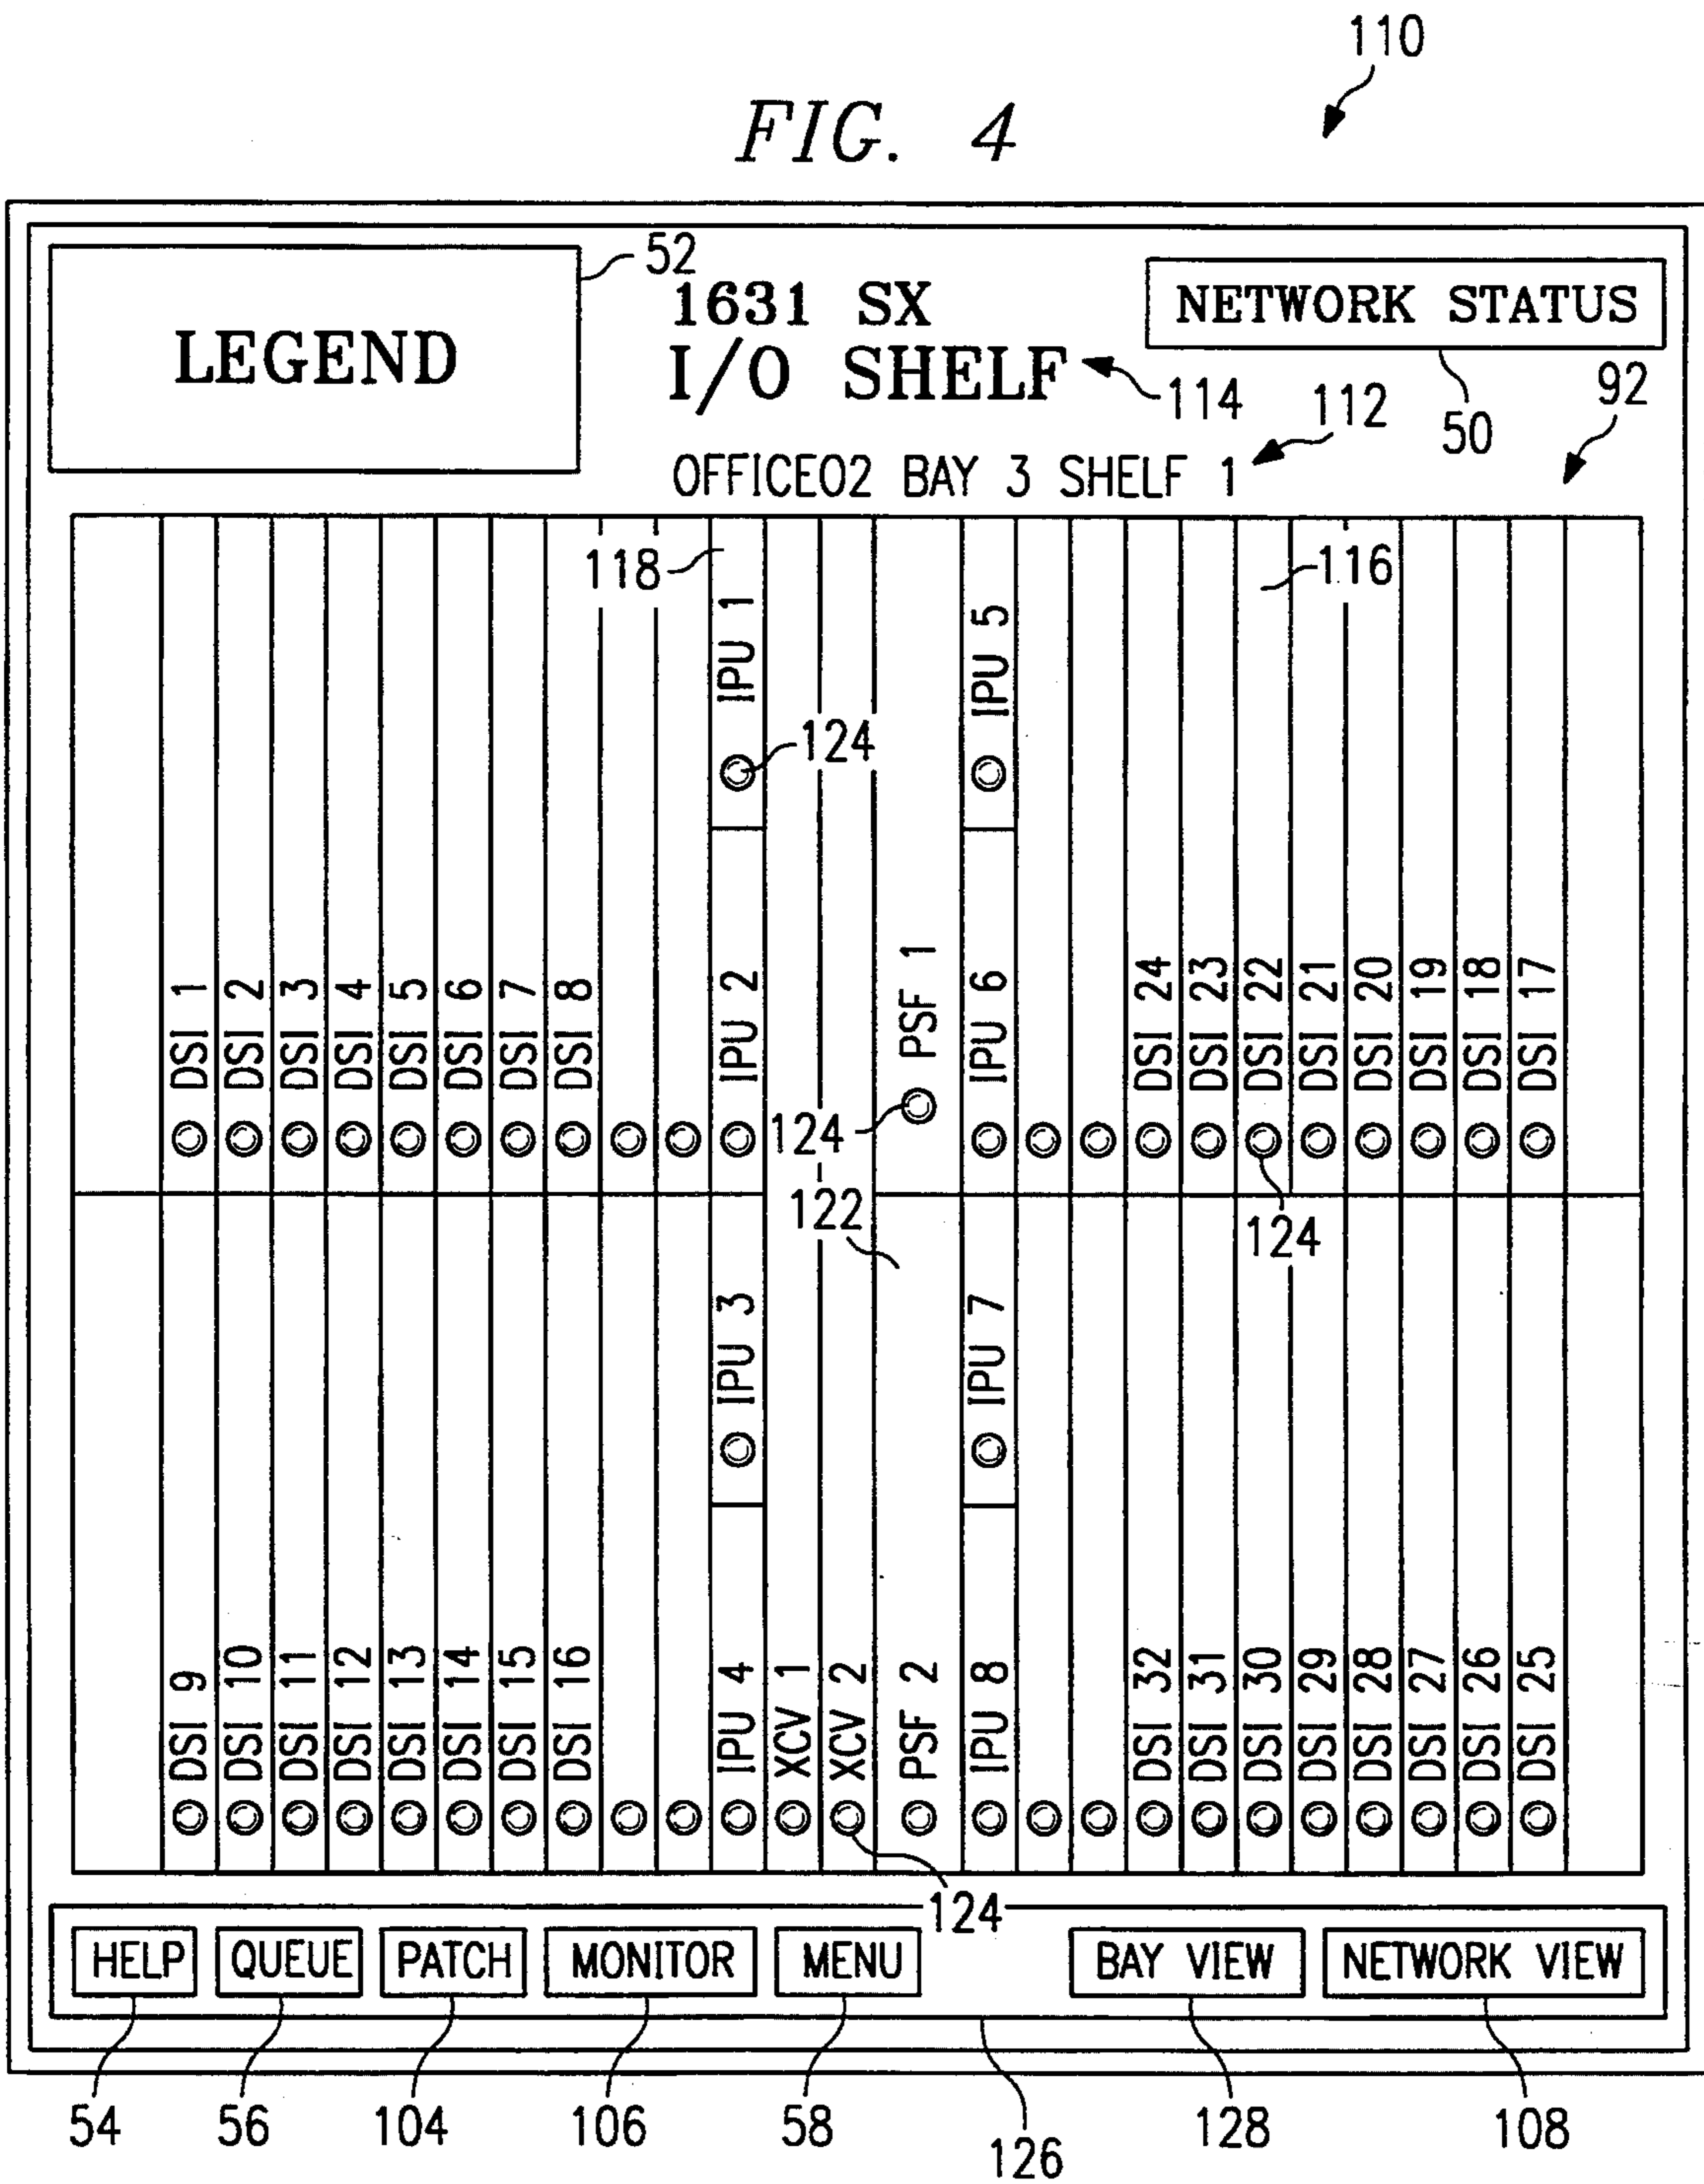 110
FIG. 4
LEGEND
52
1631 SX
I/O SHELF
114
NETWORK STATUS
50
92
112
OFFICE02 BAY 3 SHELF 1
118
116
IPU 1
IPU 5
124
DSI 1
DSI 2
DSI 3
DSI 4
DSI 5
DSI 6
DSI 7
DSI 8
IPU 2
PSF 1
IPU 6
DSI 24
DSI 23
DSI 22
DSI 21
DSI 20
DSI 19
DSI 18
DSI 17
124
122
124
IPU 3
IPU 7
DSI 9
DSI 10
DSI 11
DSI 12
DSI 13
DSI 14
DSI 15
DSI 16
IPU 4
XCV 1
XCV 2
PSF 2
IPU 8
DSI 32
DSI 31
DSI 30
DSI 29
DSI 28
DSI 27
DSI 26
DSI 25
124
HELP
QUEUE
PATCH
MONITOR
MENU
BAY VIEW
NETWORK VIEW
54
56
104
106
58
126
128
108